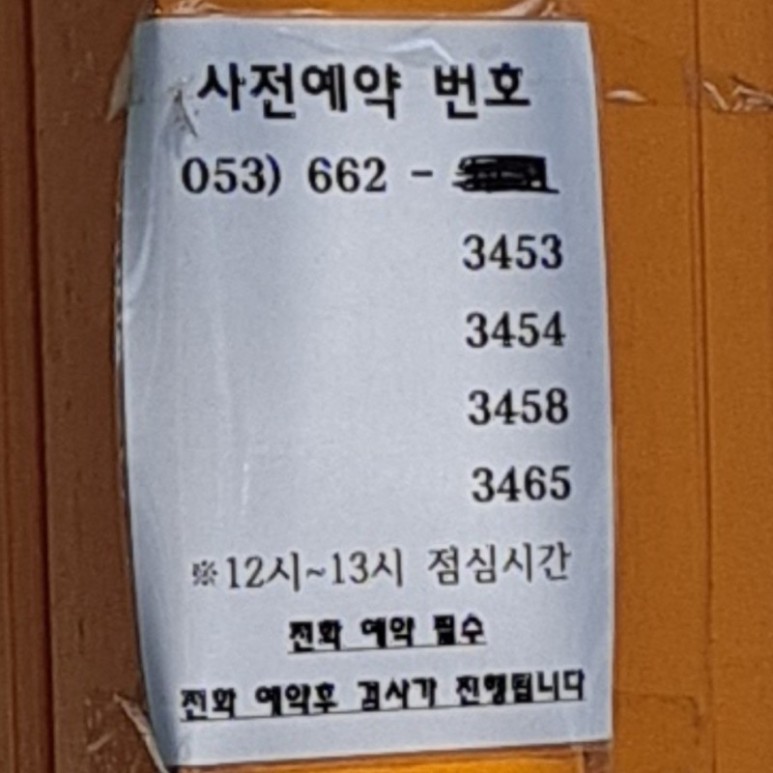 사전예약 번호
053) 662 -
3453
3454
3458
3465
※12시~13시 점심시간
전화 예약 필수
전화 예약후 검사가 진행됩니다